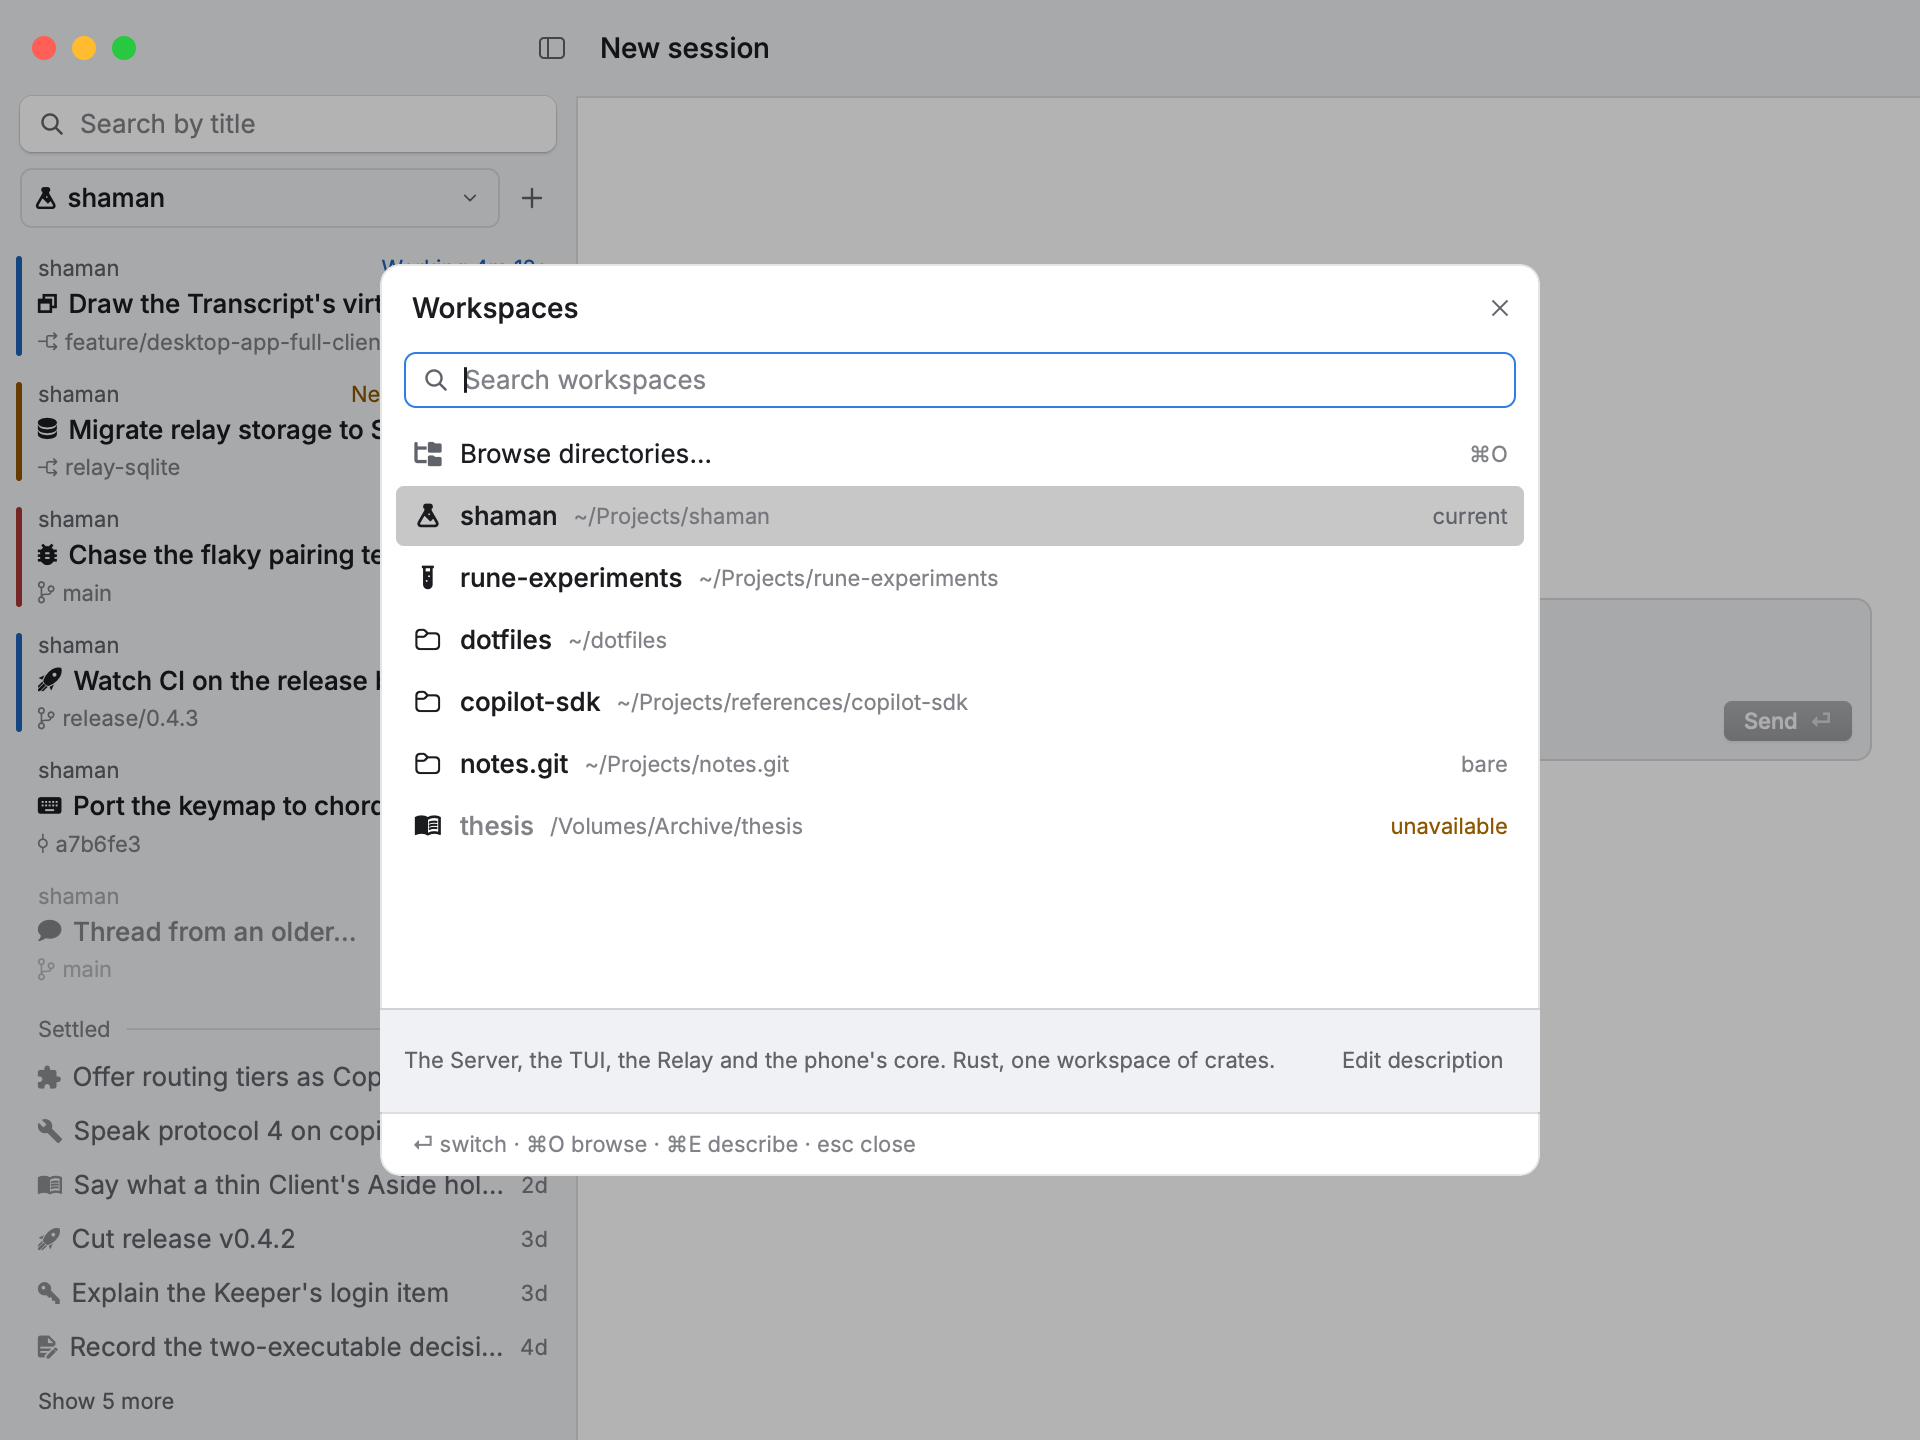 New session
Search by title
shaman
shaman
Draw the Transcript's virt
feature/desktop-app-full-clien
shaman Ne
Migrate relay storage to S
relay-sqlite
shaman
Chase the flaky pairing te
main
shaman
Watch CI on the release
release/0.4.3
shaman
Port the keymap to chord
a7b6fe3
shaman
Thread from an older...
main
Settled
Offer routing tiers as Cop
Speak protocol 4 on copi
Say what a thin Client's Aside hol... 2d
Cut release v0.4.2 3d
Explain the Keeper's login item 3d
Record the two-executable decisi... 4d
Show 5 more
Workspaces
Search workspaces
Browse directories... ⌘O
shaman ~/Projects/shaman current
rune-experiments ~/Projects/rune-experiments
dotfiles ~/dotfiles
copilot-sdk ~/Projects/references/copilot-sdk
notes.git ~/Projects/notes.git bare
thesis /Volumes/Archive/thesis unavailable
The Server, the TUI, the Relay and the phone's core. Rust, one workspace of crates. Edit description
⏎ switch · ⌘O browse · ⌘E describe · esc close
Send ⏎